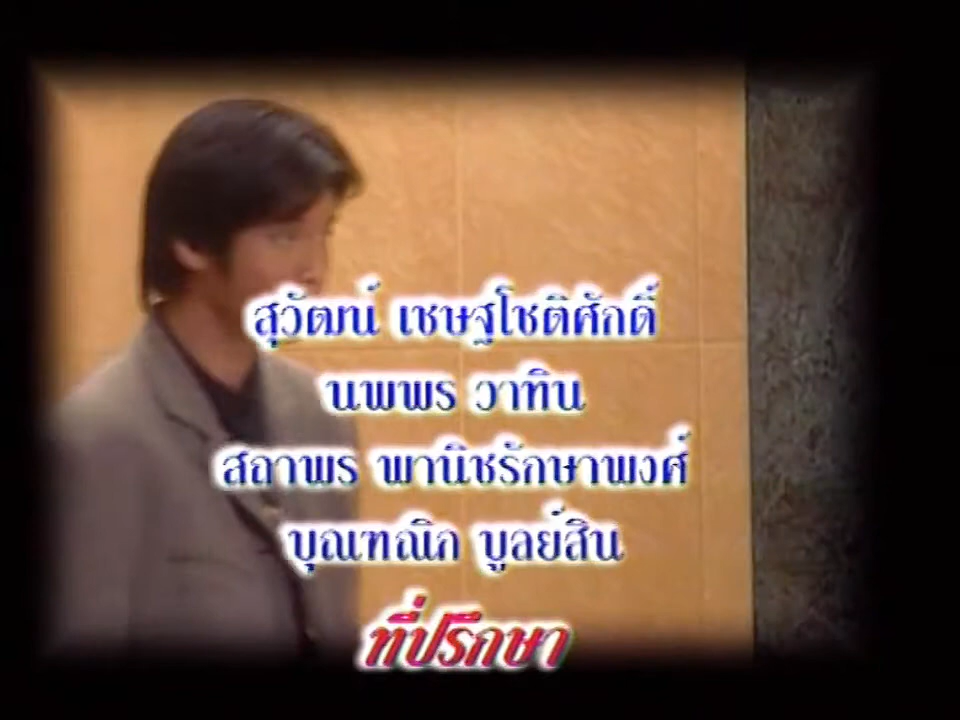 สุวัฒน์ เชษฐโชติศักดิ์
นพพร วาทิน
สถาพร พานิชรักษาพงศ์
บุณฑณิก บูลย์สิน
ที่ปรึกษา